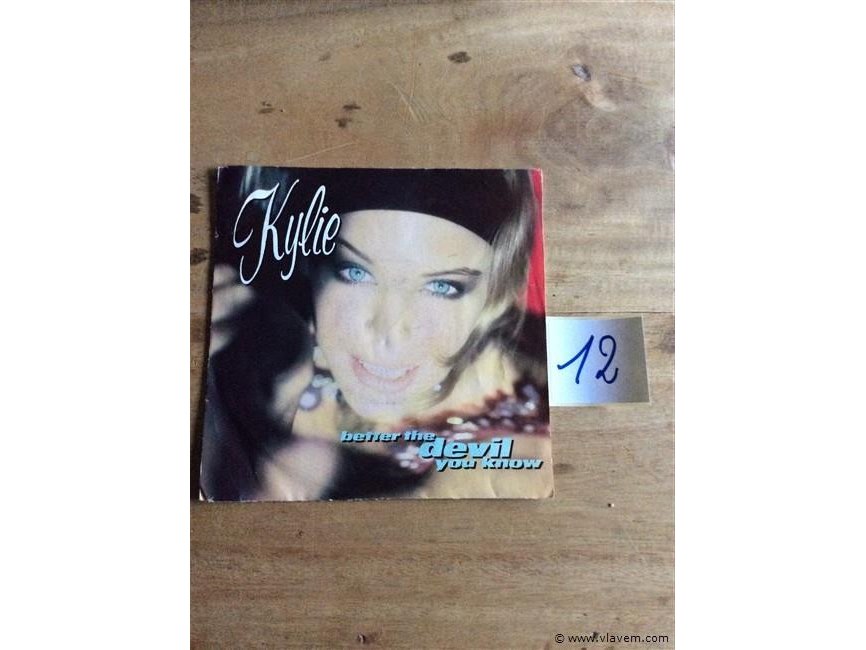 Kylie
12
better the
devil
you know
© www.vlavem.com